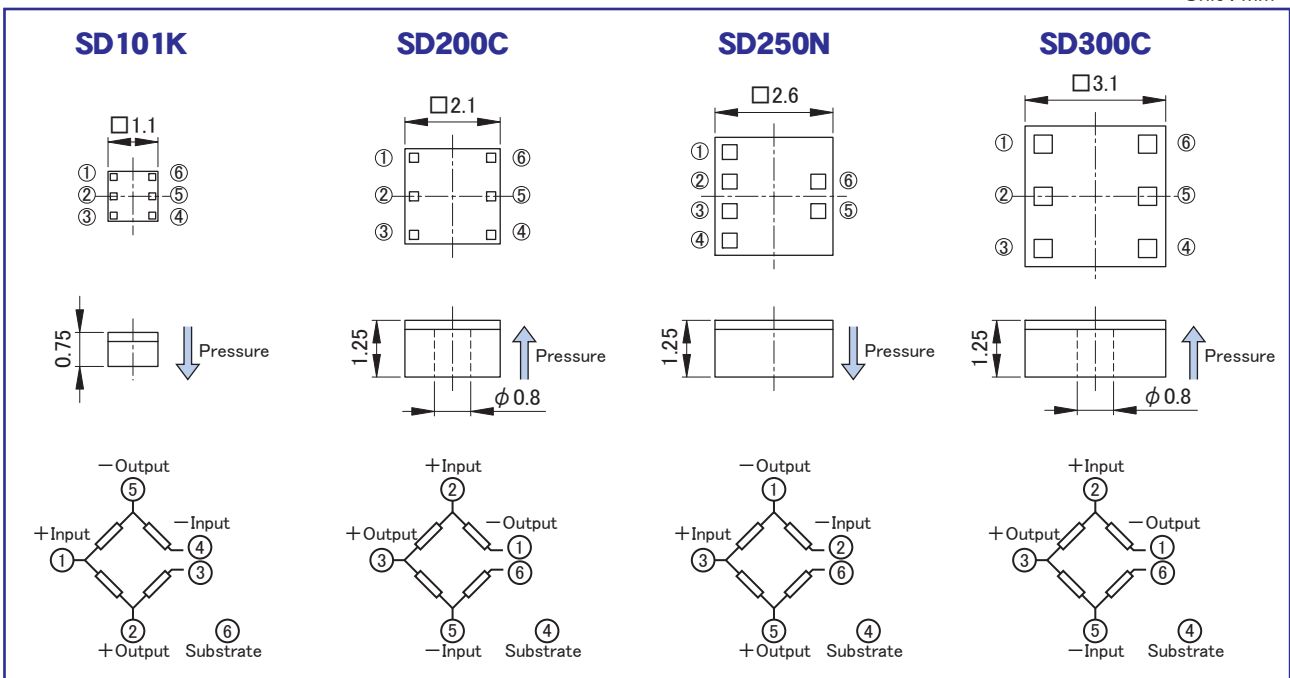 SD101K SD200C SD250N SD300C
□1.1 □2.1 □2.6 □3.1
① ⑥ ① ⑥ ① ① ⑥
② ⑤ ② ⑤ ② ⑥ ② ⑤
③ ④ ③ ④ ③ ⑤ ③ ④
④
0.75 Pressure 1.25 Pressure 1.25 Pressure 1.25 Pressure
φ0.8 φ0.8
−Output +Input −Output +Input
⑤ ② ① ②
+Input −Input +Output −Output +Input −Input +Output −Output
① ④ ③ ① ③ ② ③ ①
③ ⑥ ⑥ ⑥
② ⑥ ⑤ ④ ⑤ ④ ⑤ ④
+Output Substrate −Input Substrate +Output Substrate −Input Substrate